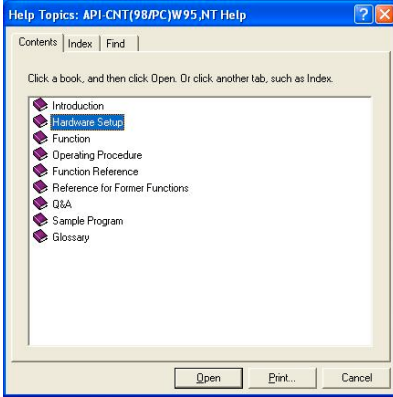 Help Topics: API-CNT(98/PC)W95,NT Help
Contents Index Find
Click a book, and then click Open. Or click another tab, such as Index.
Introduction
Hardware Setup
Function
Operating Procedure
Function Reference
Reference for Former Functions
Q&A
Sample Program
Glossary
Open Print... Cancel